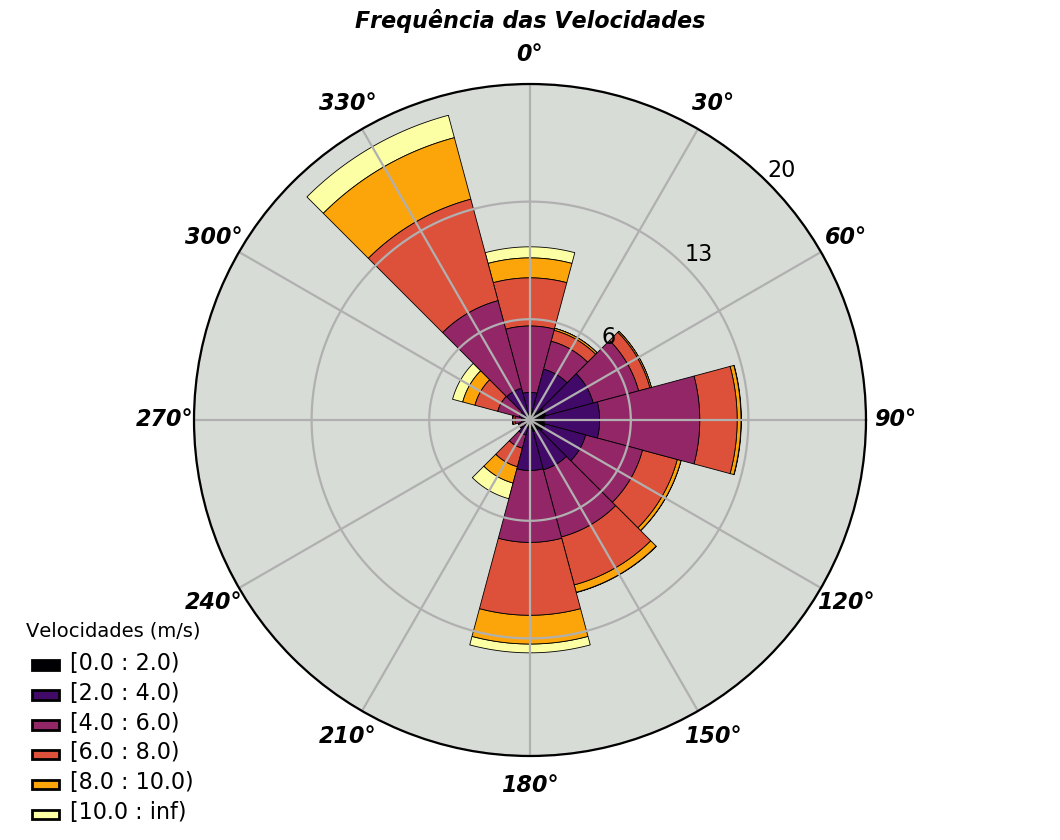 Frequência das Velocidades
0°
330°
30°
20
300°
60°
13
6
270°
90°
240°
120°
210°
150°
180°
Velocidades (m/s)
[0.0 : 2.0)
[2.0 : 4.0)
[4.0 : 6.0)
[6.0 : 8.0)
[8.0 : 10.0)
[10.0 : inf)